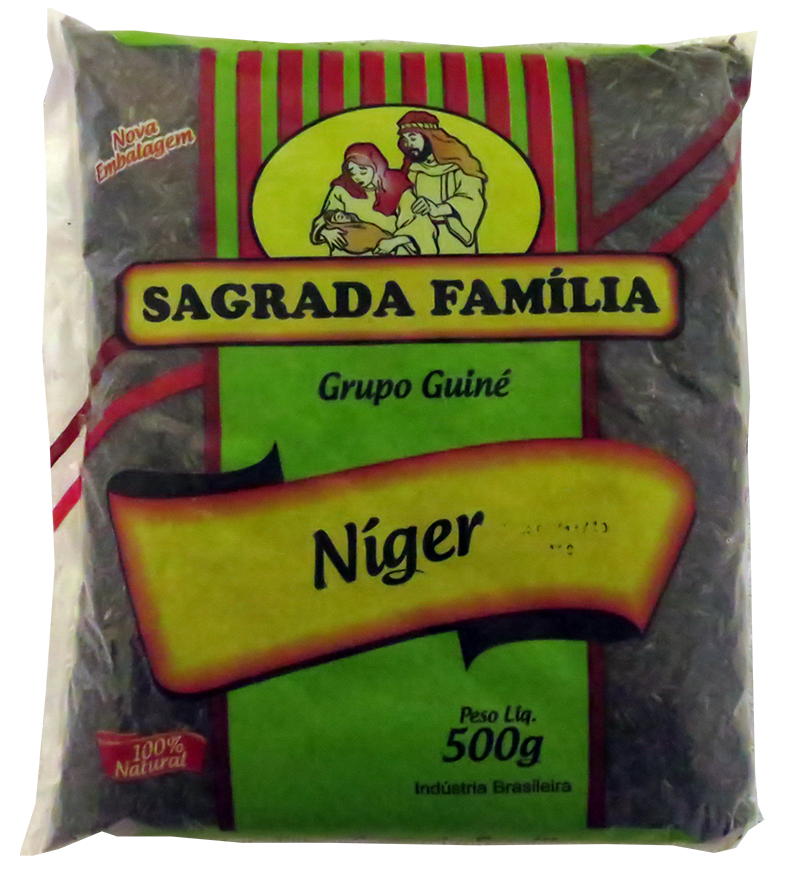 Nova
Embalagem
SAGRADA FAMÍLIA
Grupo Guiné
Níger
Peso Líq.
500g
100%
Natural
Indústria Brasileira